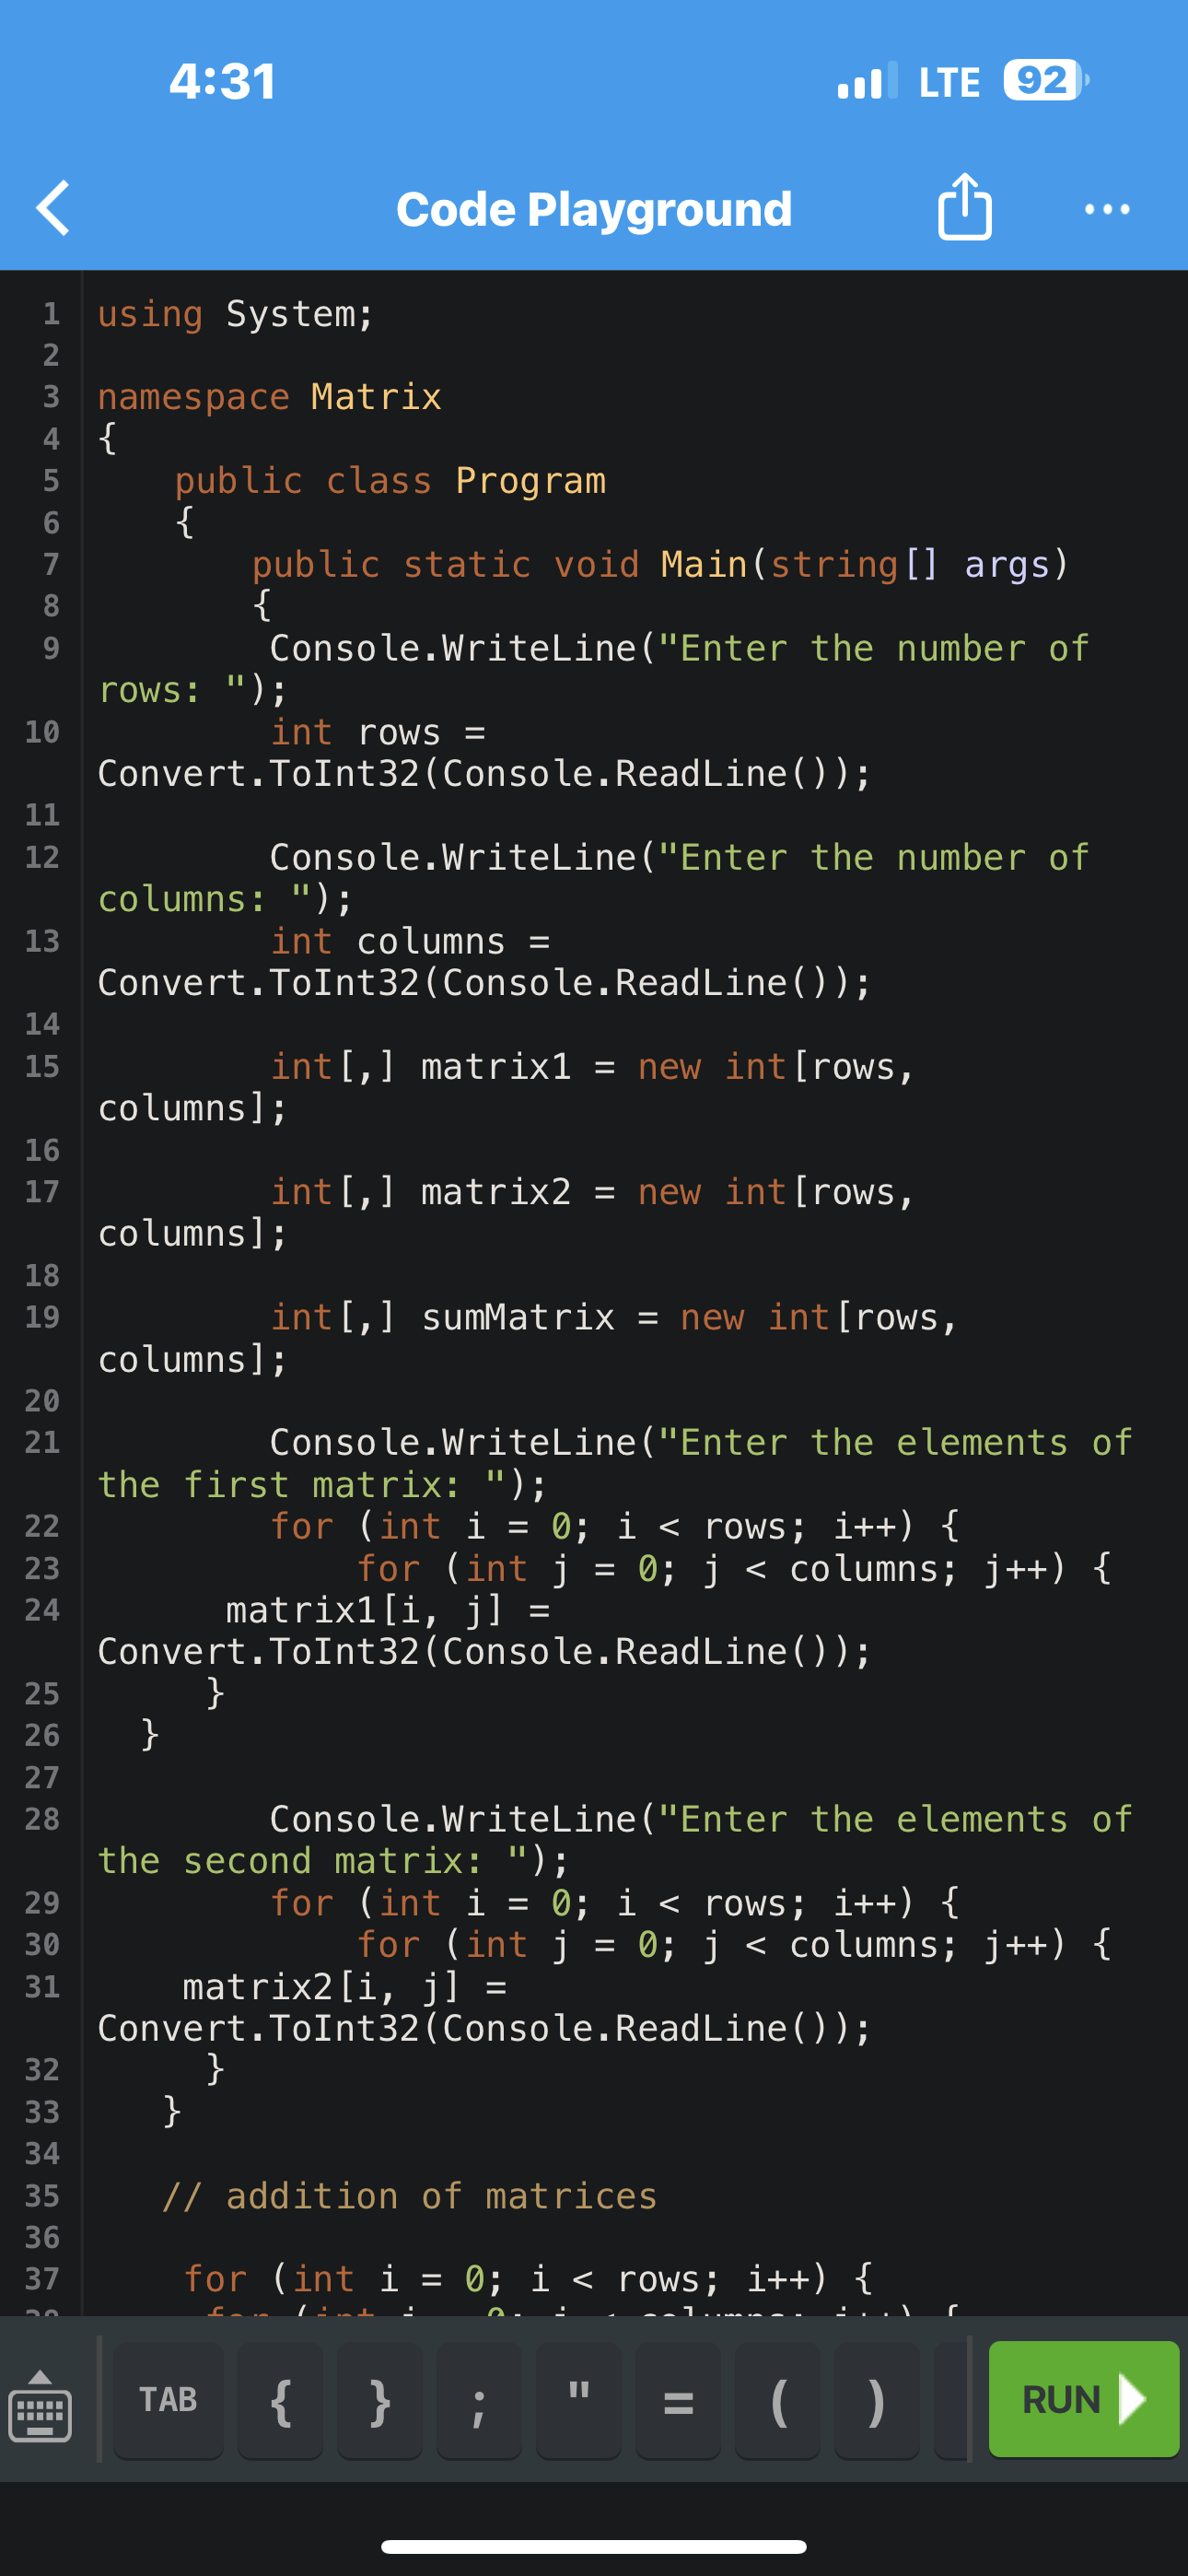 4:31
LTE 92
Code Playground
1 using System;
2
3 namespace Matrix
4 {
5 public class Program
6 {
7 public static void Main(string[] args)
8 {
9 Console.WriteLine("Enter the number of
rows: ");
10 int rows =
Convert.ToInt32(Console.ReadLine());
11
12 Console.WriteLine("Enter the number of
columns: ");
13 int columns =
Convert.ToInt32(Console.ReadLine());
14
15 int[,] matrix1 = new int[rows,
columns];
16
17 int[,] matrix2 = new int[rows,
columns];
18
19 int[,] sumMatrix = new int[rows,
columns];
20
21 Console.WriteLine("Enter the elements of
the first matrix: ");
22 for (int i = 0; i < rows; i++) {
23 for (int j = 0; j < columns; j++) {
24 matrix1[i, j] =
Convert.ToInt32(Console.ReadLine());
25 }
26 }
27
28 Console.WriteLine("Enter the elements of
the second matrix: ");
29 for (int i = 0; i < rows; i++) {
30 for (int j = 0; j < columns; j++) {
31 matrix2[i, j] =
Convert.ToInt32(Console.ReadLine());
32 }
33 }
34
35 // addition of matrices
36
37 for (int i = 0; i < rows; i++) {
TAB { } ; " = ( ) RUN